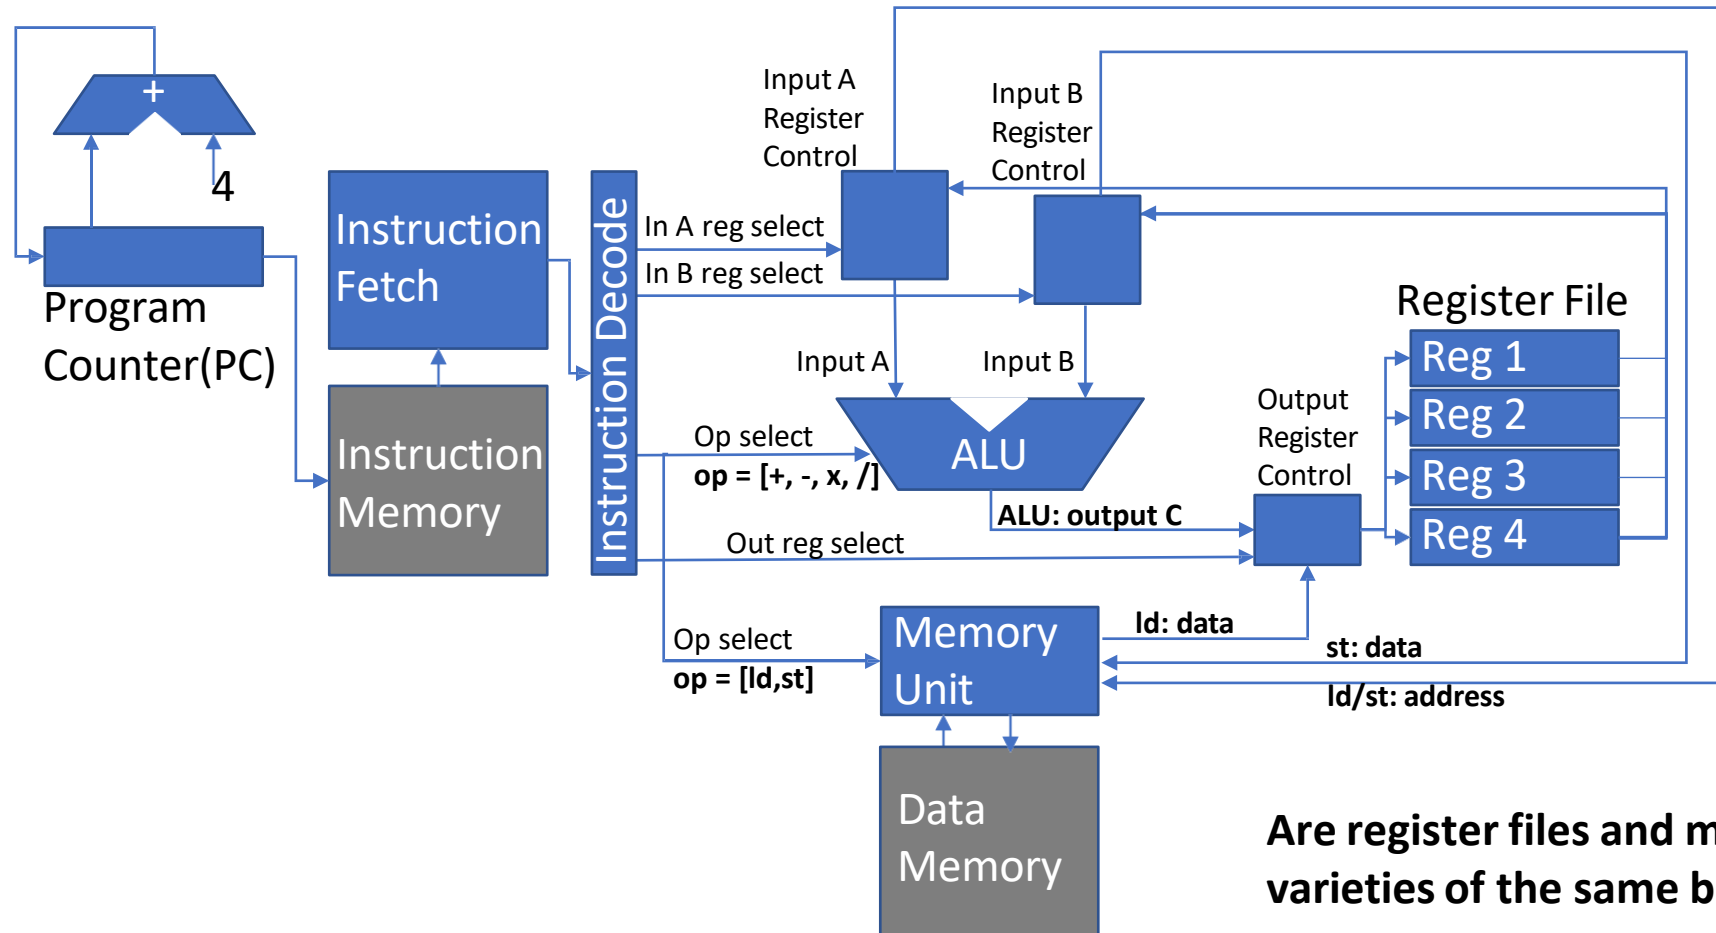 +
4
Program
Counter(PC)
Instruction
Fetch
Instruction
Memory
Instruction Decode
Input A
Register
Control
Input B
Register
Control
In A reg select
In B reg select
Input A
Input B
Op select
op = [+, -, x, /]
ALU
ALU: output C
Out reg select
Output
Register
Control
Register File
Reg 1
Reg 2
Reg 3
Reg 4
Op select
op = [ld,st]
Memory
Unit
ld: data
st: data
ld/st: address
Data
Memory
Are register files and m
varieties of the same b